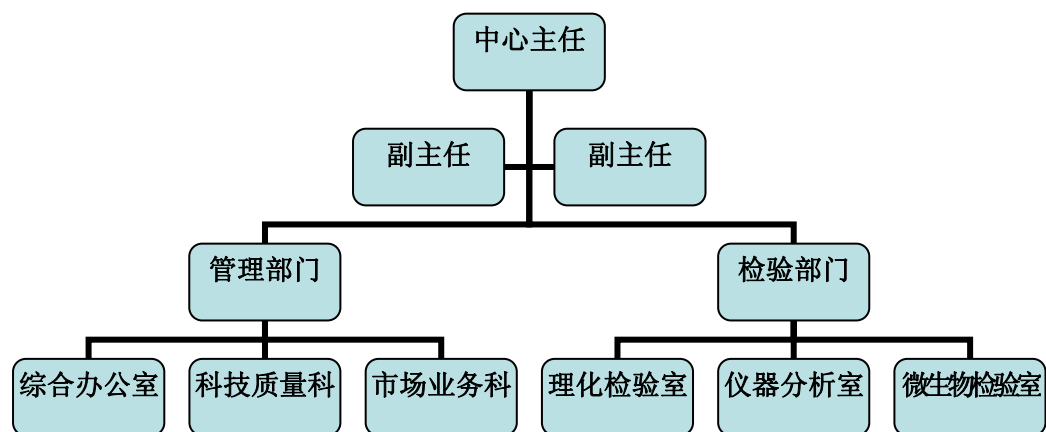 中心主任
副主任
副主任
管理部门
检验部门
综合办公室
科技质量科
市场业务科
理化检验室
仪器分析室
微生物检验室